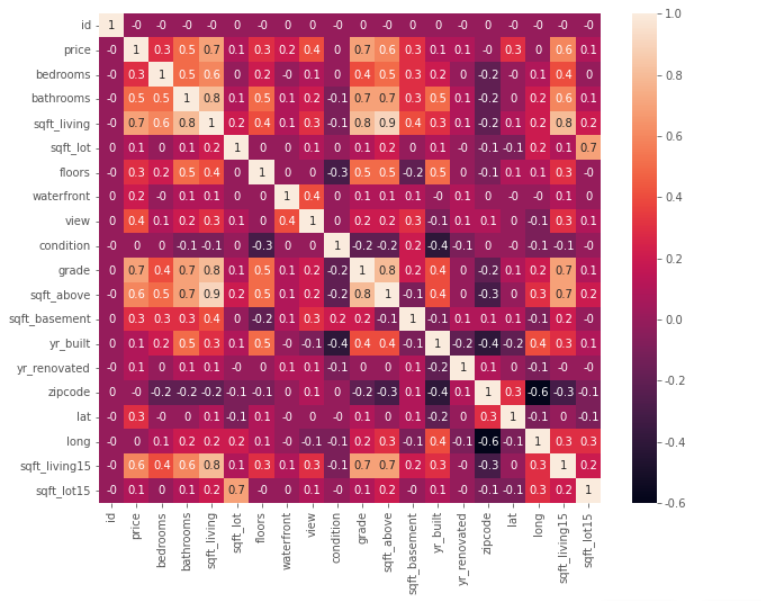 id 1 -0 -0 -0 -0 -0 -0 -0 -0 -0 0 -0 -0 0 -0 -0 -0 0 -0 -0
price -0 1 0.3 0.5 0.7 0.1 0.3 0.2 0.4 0 0.7 0.6 0.3 0.1 0.1 -0 0.3 0 0.6 0.1
bedrooms -0 0.3 1 0.5 0.6 0 0.2 -0 0.1 0 0.4 0.5 0.3 0.2 0 -0.2 -0 0.1 0.4 0
bathrooms -0 0.5 0.5 1 0.8 0.1 0.5 0.1 0.2 -0.1 0.7 0.7 0.3 0.5 0.1 -0.2 0 0.2 0.6 0.1
sqft_living -0 0.7 0.6 0.8 1 0.2 0.4 0.1 0.3 -0.1 0.8 0.9 0.4 0.3 0.1 -0.2 0.1 0.2 0.8 0.2
sqft_lot -0 0.1 0 0.1 0.2 1 -0 0 0.1 -0 0.1 0.2 0 0.1 0 -0.1 -0.1 0.2 0.1 0.7
floors -0 0.3 0.2 0.5 0.4 -0 1 0 0 -0.3 0.5 0.5 -0.2 0.5 0 -0.1 0.1 0.1 0.3 -0
waterfront -0 0.2 -0 0.1 0.1 0 0 1 0.4 0 0.1 0.1 0.1 -0 0.1 0 -0 -0 0.1 0
view -0 0.4 0.1 0.2 0.3 0.1 0 0.4 1 0 0.2 0.2 0.3 -0.1 0.1 0.1 0 -0.1 0.3 0.1
condition -0 0 0 -0.1 -0.1 -0 -0.3 0 0 1 -0.2 -0.2 0.2 -0.4 -0.1 0 -0 -0.1 -0.1 -0
grade 0 0.7 0.4 0.7 0.8 0.1 0.5 0.1 0.2 -0.2 1 0.8 0.2 0.4 0 -0.2 0.1 0.2 0.7 0.1
sqft_above -0 0.6 0.5 0.7 0.9 0.2 0.5 0.1 0.2 -0.2 0.8 1 -0.1 0.4 0 -0.3 0 0.3 0.7 0.2
sqft_basement -0 0.3 0.3 0.3 0.4 0 -0.2 0.1 0.3 0.2 0.2 -0.1 1 -0.1 0.1 0.1 0.1 -0.1 0.2 0
yr_built 0 0.1 0.2 0.5 0.3 0.1 0.5 -0 -0.1 -0.4 0.4 0.4 -0.1 1 -0.2 -0.4 -0.2 0.4 0.3 0.1
yr_renovated -0 0.1 0 0.1 0.1 0 0 0.1 0.1 -0.1 0 0 0.1 -0.2 1 0.1 0 -0.1 -0 0
zipcode -0 -0 -0.2 -0.2 -0.2 -0.1 -0.1 0 0.1 0 -0.2 -0.3 0.1 -0.4 0.1 1 0.3 -0.6 -0.3 -0.1
lat -0 0.3 -0 0 0.1 -0.1 0.1 -0 0 -0 0.1 0 0.1 -0.2 0 0.3 1 -0.1 0 -0.1
long 0 0 0.1 0.2 0.2 0.2 0.1 -0 -0.1 -0.1 0.2 0.3 -0.1 0.4 -0.1 -0.6 -0.1 1 0.3 0.3
sqft_living15 -0 0.6 0.4 0.6 0.8 0.1 0.3 0.1 0.3 -0.1 0.7 0.7 0.2 0.3 -0 -0.3 0 0.3 1 0.2
sqft_lot15 -0 0.1 0 0.1 0.2 0.7 -0 0 0.1 -0 0.1 0.2 0 0.1 0 -0.1 -0.1 0.3 0.2 1
id price bedrooms bathrooms sqft_living sqft_lot floors waterfront view condition grade sqft_above sqft_basement yr_built yr_renovated zipcode lat long sqft_living15 sqft_lot15
1.0
0.8
0.6
0.4
0.2
0.0
-0.2
-0.4
-0.6